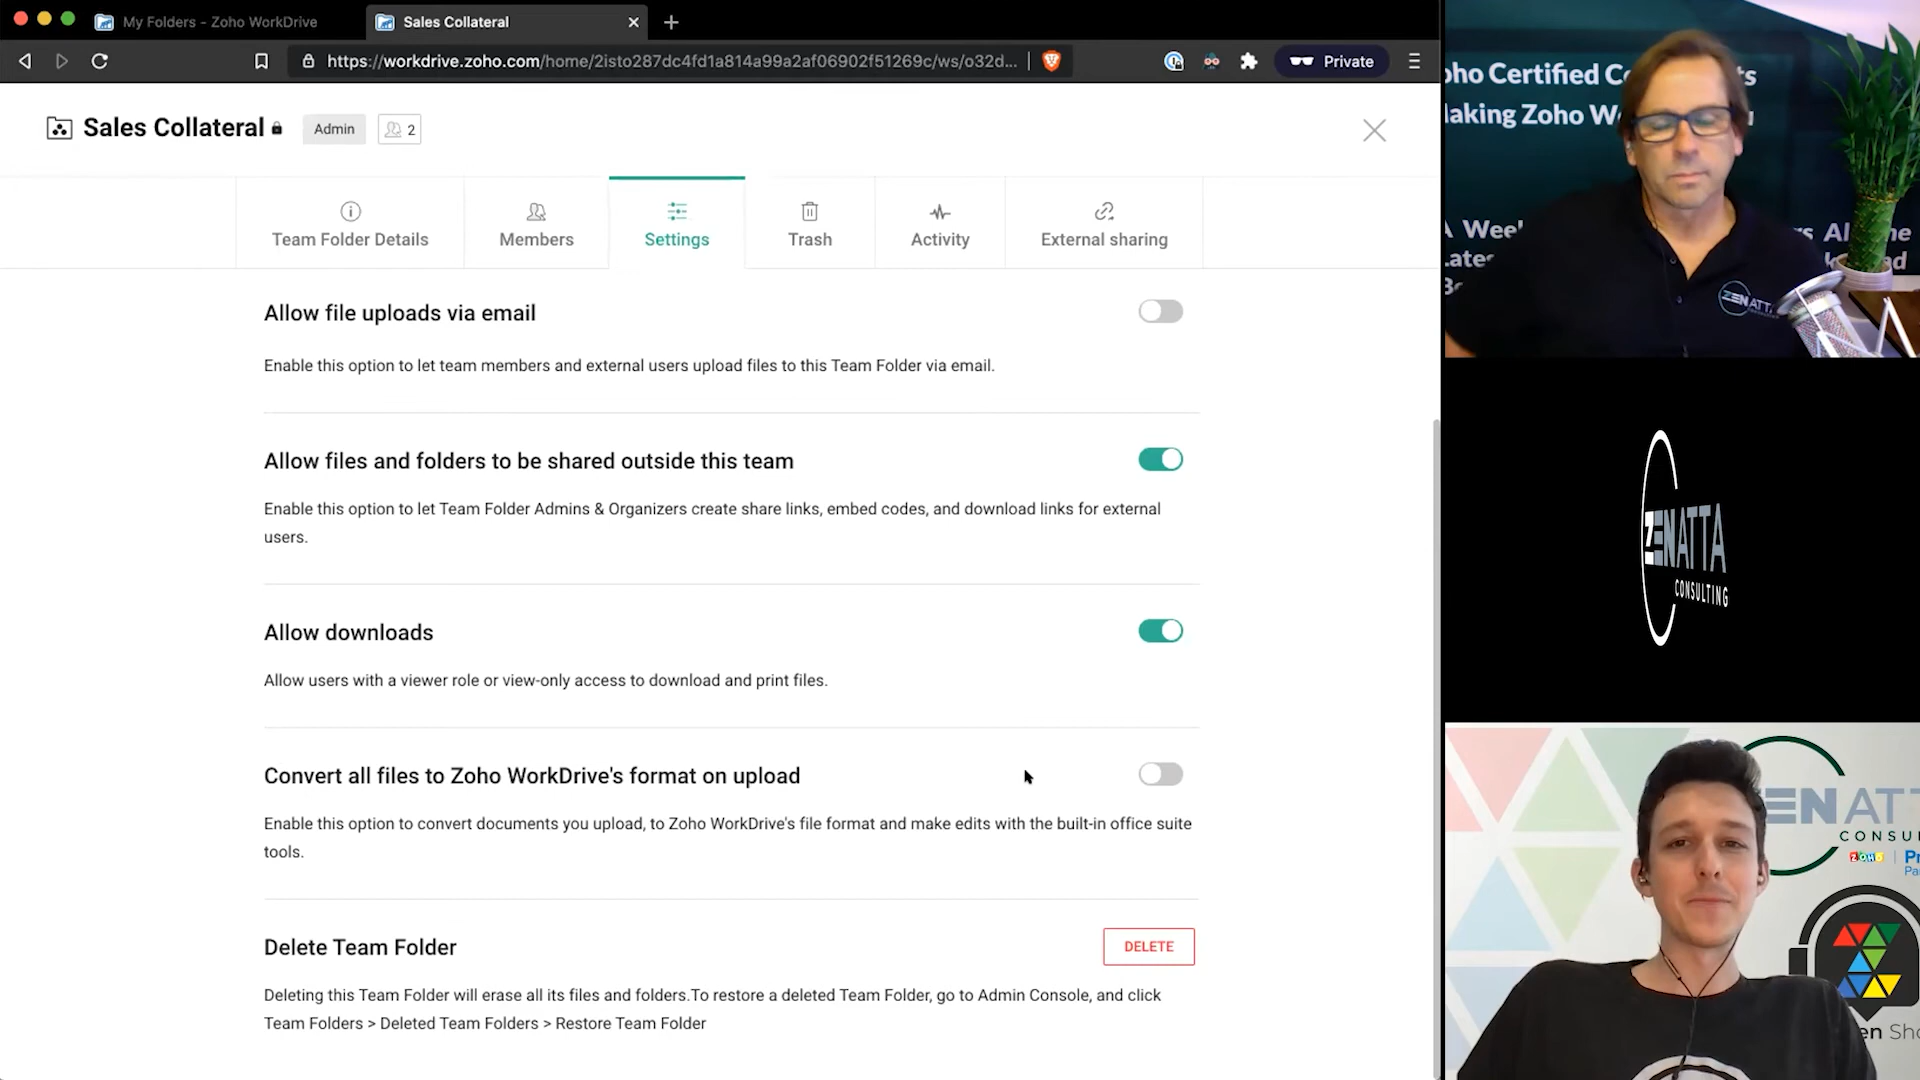 My Folders - Zoho WorkDrive
Sales Collateral
https://workdrive.zoho.com/home/2isto287dc4fd1a814a99a2af06902f51269c/ws/o32d...
Private
Sales Collateral
Admin
2
Team Folder Details
Members
Settings
Trash
Activity
External sharing
Allow file uploads via email
Enable this option to let team members and external users upload files to this Team Folder via email.
Allow files and folders to be shared outside this team
Enable this option to let Team Folder Admins & Organizers create share links, embed codes, and download links for external
users.
Allow downloads
Allow users with a viewer role or view-only access to download and print files.
Convert all files to Zoho WorkDrive's format on upload
Enable this option to convert documents you upload, to Zoho WorkDrive's file format and make edits with the built-in office suite
tools.
Delete Team Folder
DELETE
Deleting this Team Folder will erase all its files and folders.To restore a deleted Team Folder, go to Admin Console, and click
Team Folders > Deleted Team Folders > Restore Team Folder
oho Certified
Making Zoho
A
ZENATTA
ZENATTA
CONSULTING
ENAT
CONSU
ZOHO